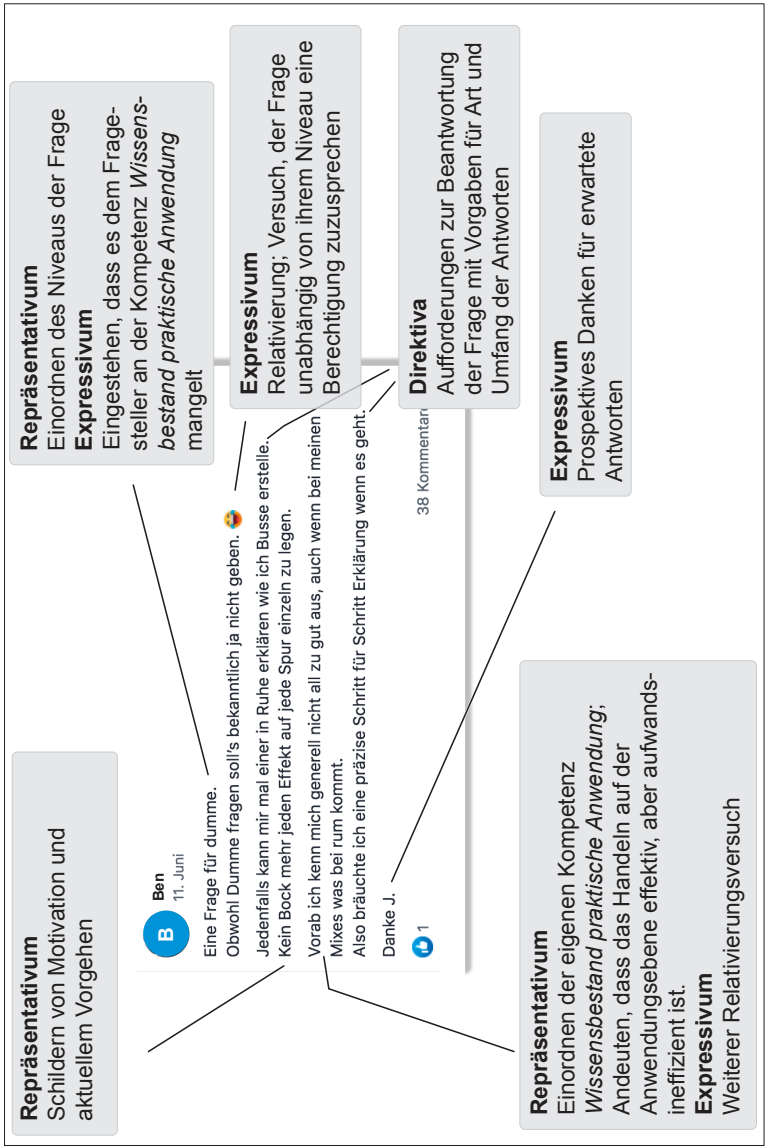 Repräsentativum
Schildern von Motivation und
aktuellem Vorgehen
Repräsentativum
Einordnen des Niveaus der Frage
Expressivum
Eingestehen, dass es dem Frage-
steller an der Kompetenz Wissens-
bestand praktische Anwendung
mangelt
B
Ben
11. Juni
Eine Frage für dumme.
Obwohl Dumme fragen soll's bekanntlich ja nicht geben. 😂
Jedenfalls kann mir mal einer in Ruhe erklären wie ich Busse erstelle.
Kein Bock mehr jeden Effekt auf jede Spur einzeln zu legen.
Vorab ich kenn mich generell nicht all zu gut aus, auch wenn bei meinen
Mixes was bei rum kommt.
Also bräuchte ich eine präzise Schritt für Schritt Erklärung wenn es geht.
Danke J.
1
38 Kommentare
Expressivum
Relativierung; Versuch, der Frage
unabhängig von ihrem Niveau eine
Berechtigung zuzusprechen
Direktiva
Aufforderungen zur Beantwortung
der Frage mit Vorgaben für Art und
Umfang der Antworten
Repräsentativum
Einordnen der eigenen Kompetenz
Wissensbestand praktische Anwendung;
Andeuten, dass das Handeln auf der
Anwendungsebene effektiv, aber aufwands-
ineffizient ist.
Expressivum
Weiterer Relativierungsversuch
Expressivum
Prospektives Danken für erwartete
Antworten